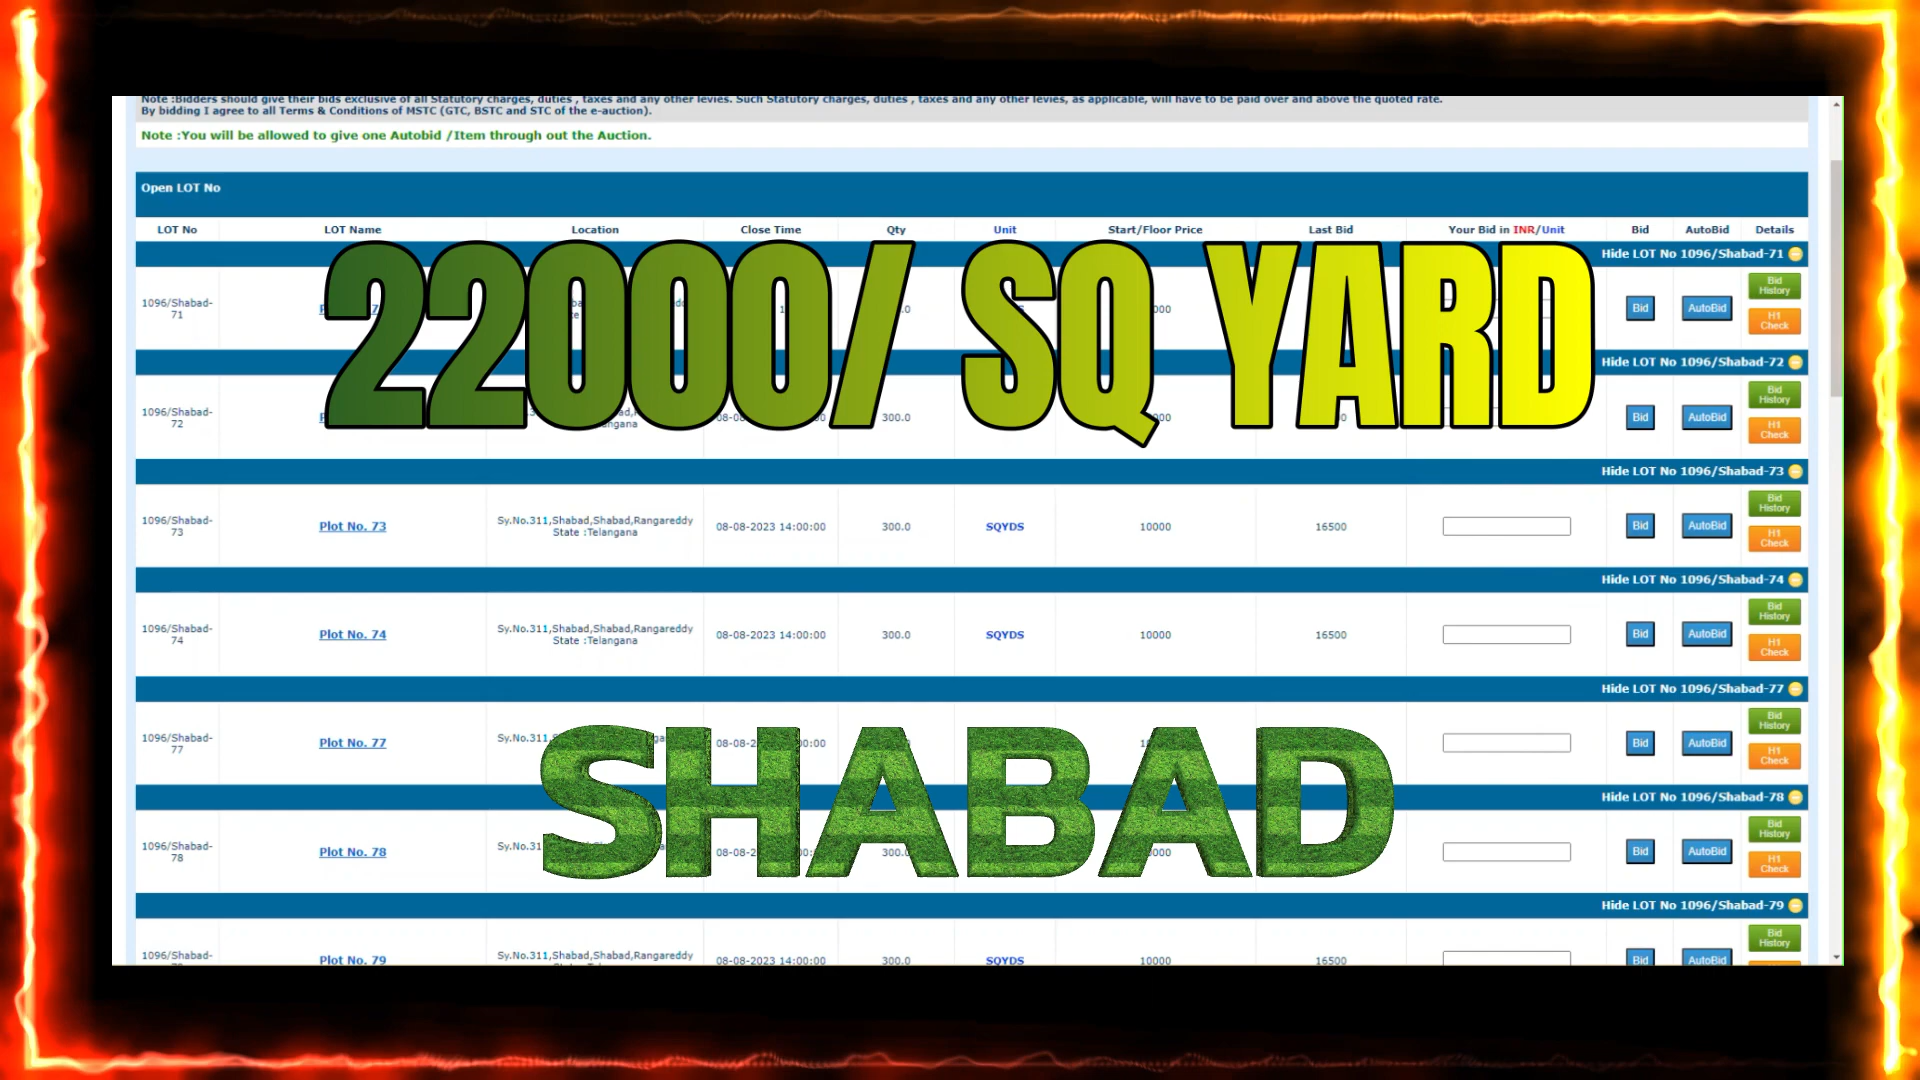 Note :Bidders should give their bids exclusive of all Statutory charges, duties , taxes and any other levies. Such Statutory charges, duties , taxes and any other levies, as applicable, will have to be paid over and above the quoted rate.
By bidding I agree to all Terms & Conditions of MSTC (GTC, BSTC and STC of the e-auction).
Note :You will be allowed to give one Autobid /Item through out the Auction.
Open LOT No
LOT No LOT Name Location Close Time Qty Unit Start/Floor Price Last Bid Your Bid in INR/Unit Bid AutoBid Details
Hide LOT No 1096/Shabad-71
22000/ SQ YARD
1096/Shabad-
71
Bid AutoBid
Bid
History
H1
Check
Hide LOT No 1096/Shabad-72
1096/Shabad-
72
300.0
Bid AutoBid
Bid
History
H1
Check
Hide LOT No 1096/Shabad-73
1096/Shabad-
73
Plot No. 73
Sy.No.311,Shabad,Shabad,Rangareddy
State :Telangana
08-08-2023 14:00:00 300.0 SQYDS 10000 16500 Bid AutoBid
Bid
History
H1
Check
Hide LOT No 1096/Shabad-74
1096/Shabad-
74
Plot No. 74
Sy.No.311,Shabad,Shabad,Rangareddy
State :Telangana
08-08-2023 14:00:00 300.0 SQYDS 10000 16500 Bid AutoBid
Bid
History
H1
Check
Hide LOT No 1096/Shabad-77
1096/Shabad-
77
Plot No. 77
Bid AutoBid
Bid
History
H1
Check
SHABAD
Hide LOT No 1096/Shabad-78
1096/Shabad-
78
Plot No. 78
Bid AutoBid
Bid
History
H1
Check
Hide LOT No 1096/Shabad-79
1096/Shabad-
Plot No. 79
Sy.No.311,Shabad,Shabad,Rangareddy
08-08-2023 14:00:00 300.0 SQYDS 10000 16500 Bid AutoBid
Bid
History